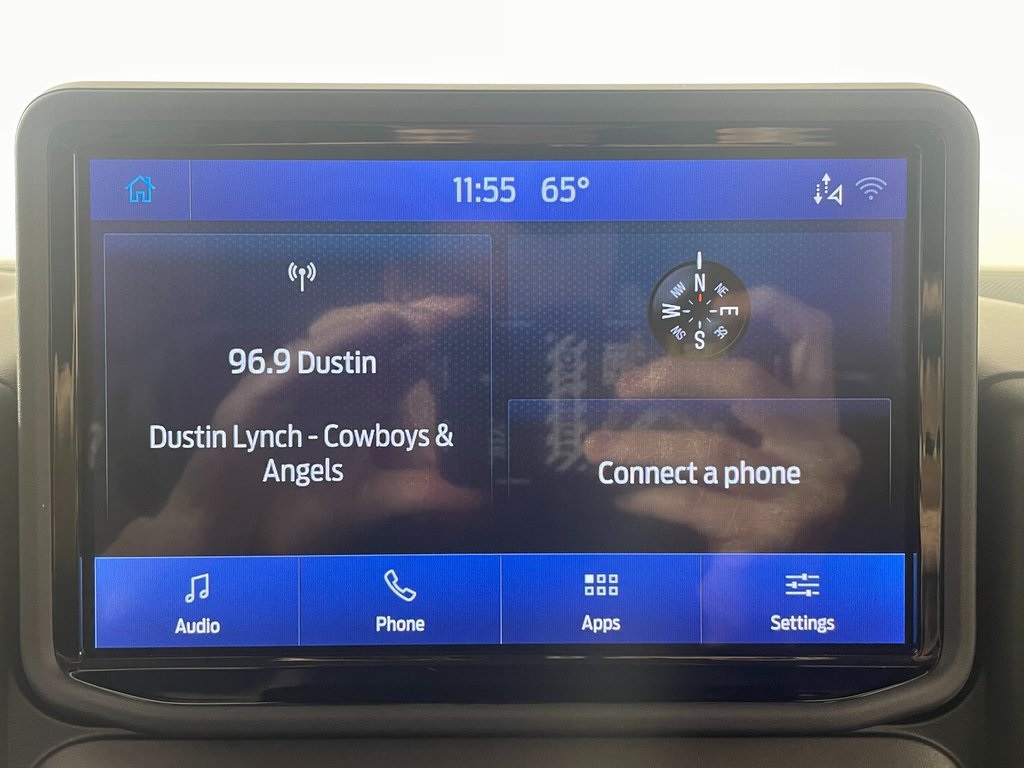 11:55 65°
96.9 Dustin
Dustin Lynch - Cowboys &
Angels
N
NW NE
W E
SW SE
S
Connect a phone
Audio Phone Apps Settings